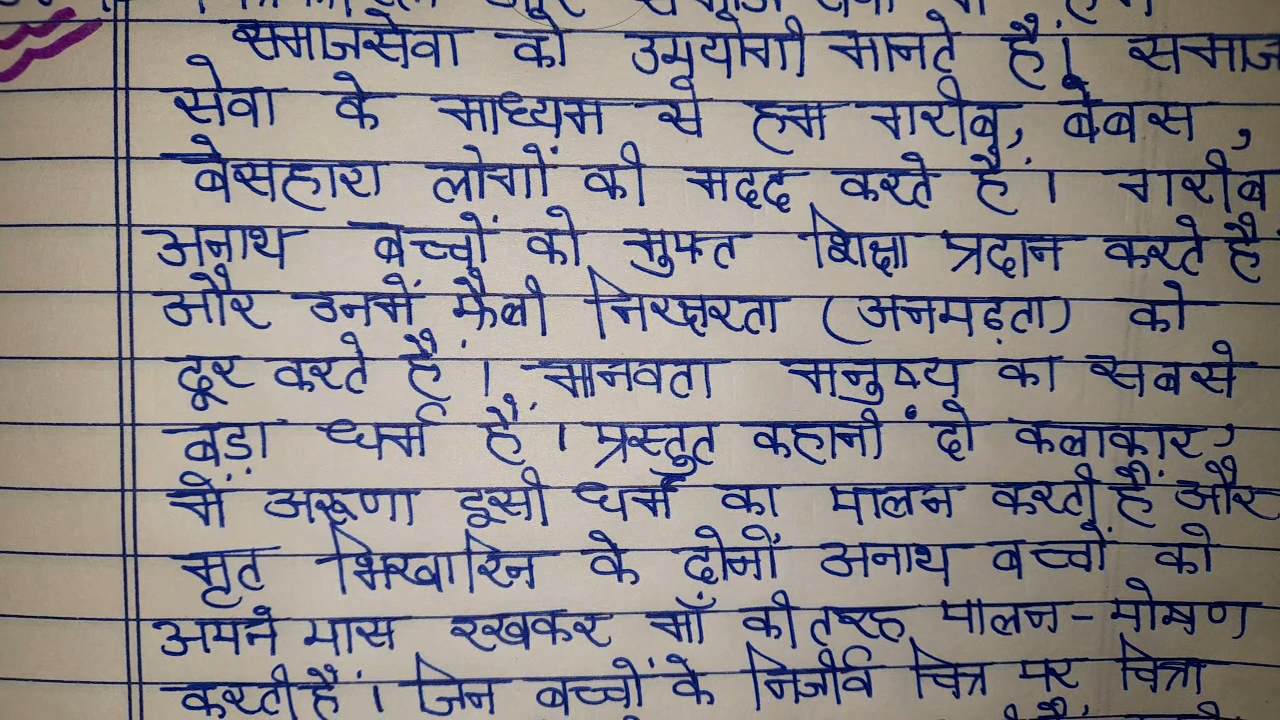 समाजसेवा को उपयोगी मानते हैं। समाज
सेवा के माध्यम से हम गरीब, बेबस,
बेसहारा लोगों की मदद करते हैं। गरीब
अनाथ बच्चों को मुफ्त शिक्षा प्रदान करते हैं
और उनमें फैली निरक्षरता (अनपढ़ता) को
दूर करते हैं। मानवता मनुष्य का सबसे
बड़ा धर्म है। प्रस्तुत कहानी दो कलाकार,
में अरूणा इसी धर्म का पालन करती हैं और
मृत भिखारिन के दोनों अनाथ बच्चों को
अपने पास रखकर माँ की तरह पालन-पोषण
करती हैं। जिन बच्चों के निर्जीव चित्र पर चित्रा